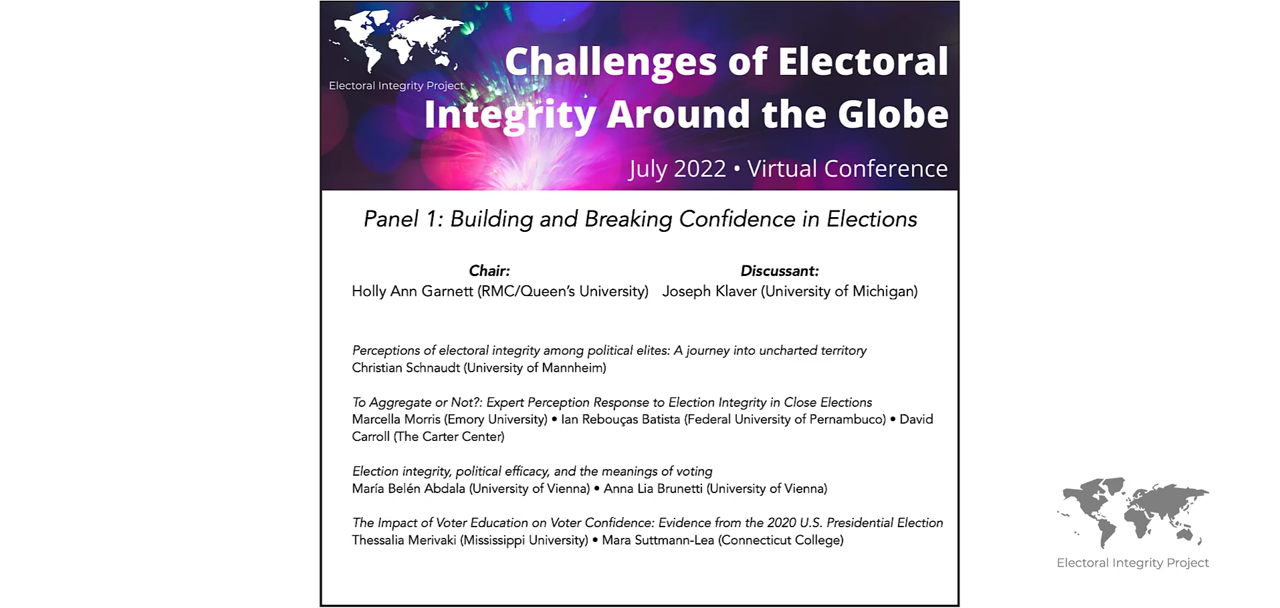 Electoral Integrity Project
Challenges of Electoral
Integrity Around the Globe
July 2022 • Virtual Conference
Panel 1: Building and Breaking Confidence in Elections
Chair:
Holly Ann Garnett (RMC/Queen's University)
Discussant:
Joseph Klaver (University of Michigan)
Perceptions of electoral integrity among political elites: A journey into uncharted territory
Christian Schnaudt (University of Mannheim)
To Aggregate or Not?: Expert Perception Response to Election Integrity in Close Elections
Marcella Morris (Emory University) • Ian Rebouças Batista (Federal University of Pernambuco) • David
Carroll (The Carter Center)
Election integrity, political efficacy, and the meanings of voting
María Belén Abdala (University of Vienna) • Anna Lia Brunetti (University of Vienna)
The Impact of Voter Education on Voter Confidence: Evidence from the 2020 U.S. Presidential Election
Thessalia Merivaki (Mississippi University) • Mara Suttmann-Lea (Connecticut College)
Electoral Integrity Project